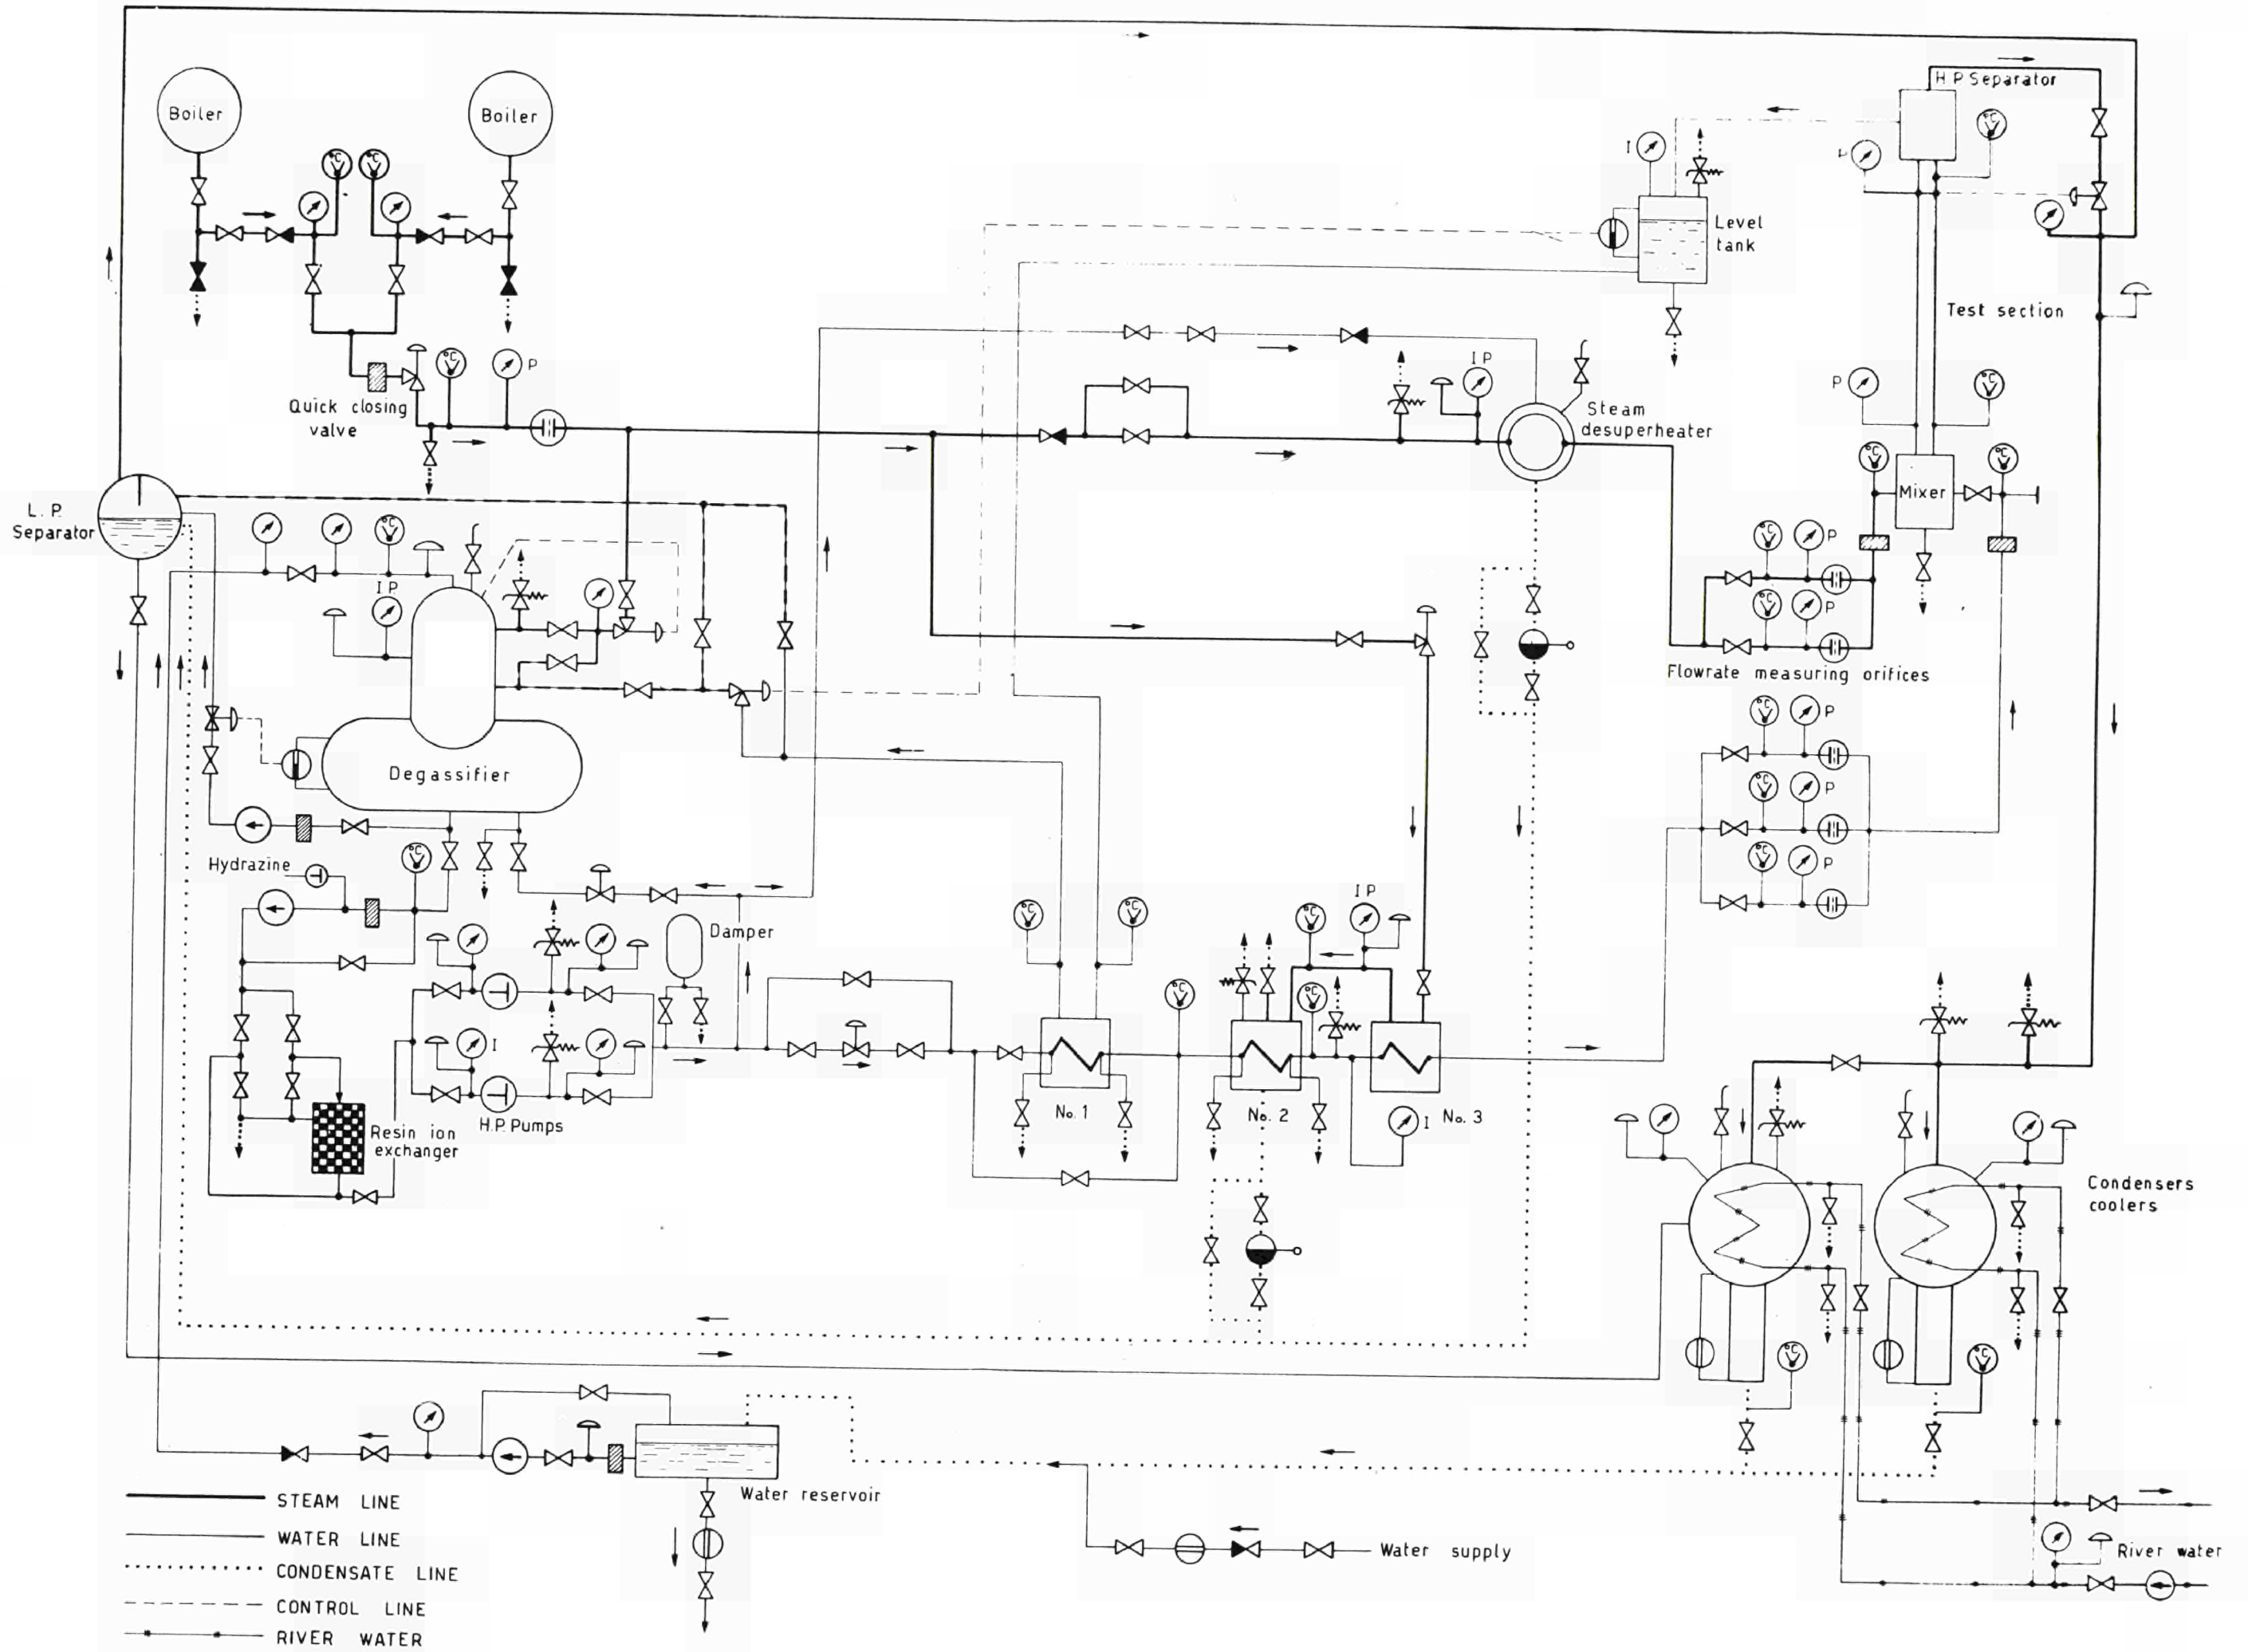 H.P. Separator
Boiler
Boiler
°C
°C
°C
P
I
Level
tank
Test section
°C
P
I P
P
°C
Quick closing
valve
Steam
desuperheater
°C
°C
Mixer
L. P.
Separator
°C
°C
P
I P
°C
P
Flowrate measuring orifices
°C
P
Degassifier
°C
P
Hydrazine
°C
°C
P
I P
°C
°C
°C
Damper
°C
°C
I
No. 1
No. 2
I
No. 3
H.P. Pumps
Resin ion
exchanger
Condensers
coolers
°C
°C
Water reservoir
STEAM LINE
WATER LINE
Water supply
River water
CONDENSATE LINE
CONTROL LINE
RIVER WATER